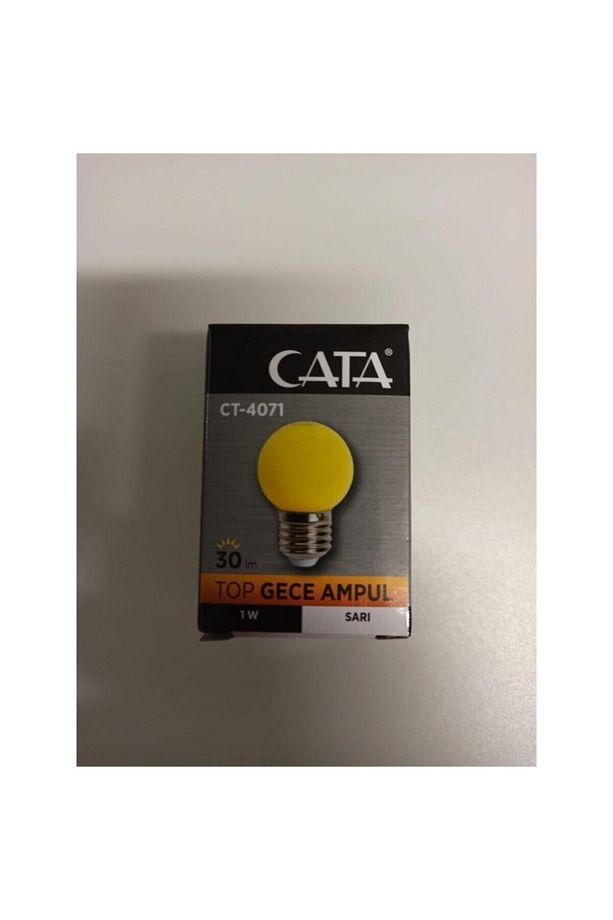 CATA®
CT-4071
30 lm
TOP GECE AMPUL
1 W SARI